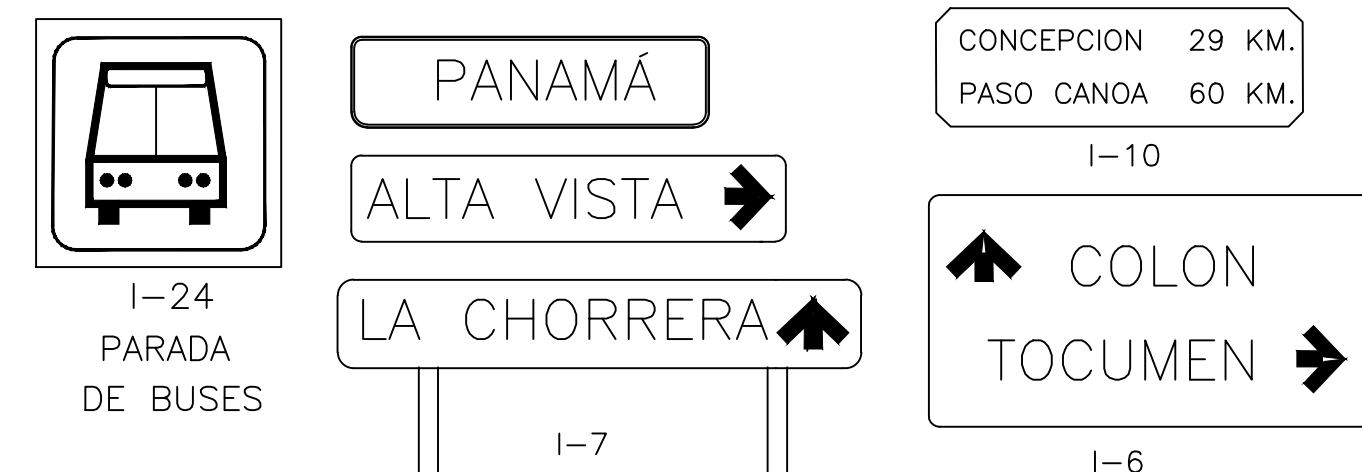 I-24
PARADA
DE BUSES
PANAMÁ
ALTA VISTA
LA CHORRERA
I-7
CONCEPCION 29 KM.
PASO CANOA 60 KM.
I-10
COLON
TOCUMEN
I-6